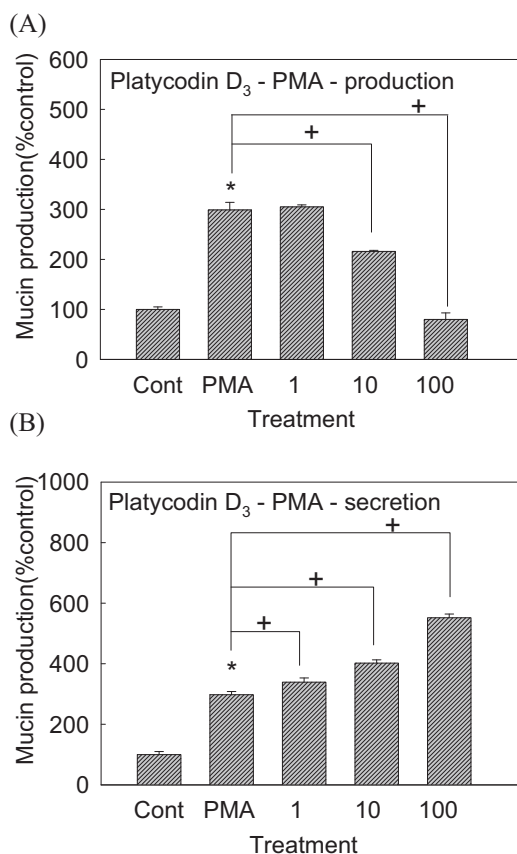 (A)
600
Platycodin D3 - PMA - production
500
+
400
+
300
*
200
100
0
Mucin production(%control)
Cont PMA 1 10 100
Treatment
(B)
1000
Platycodin D3 - PMA - secretion
800
+
600
+
400
+
*
200
0
Mucin production(%control)
Cont PMA 1 10 100
Treatment